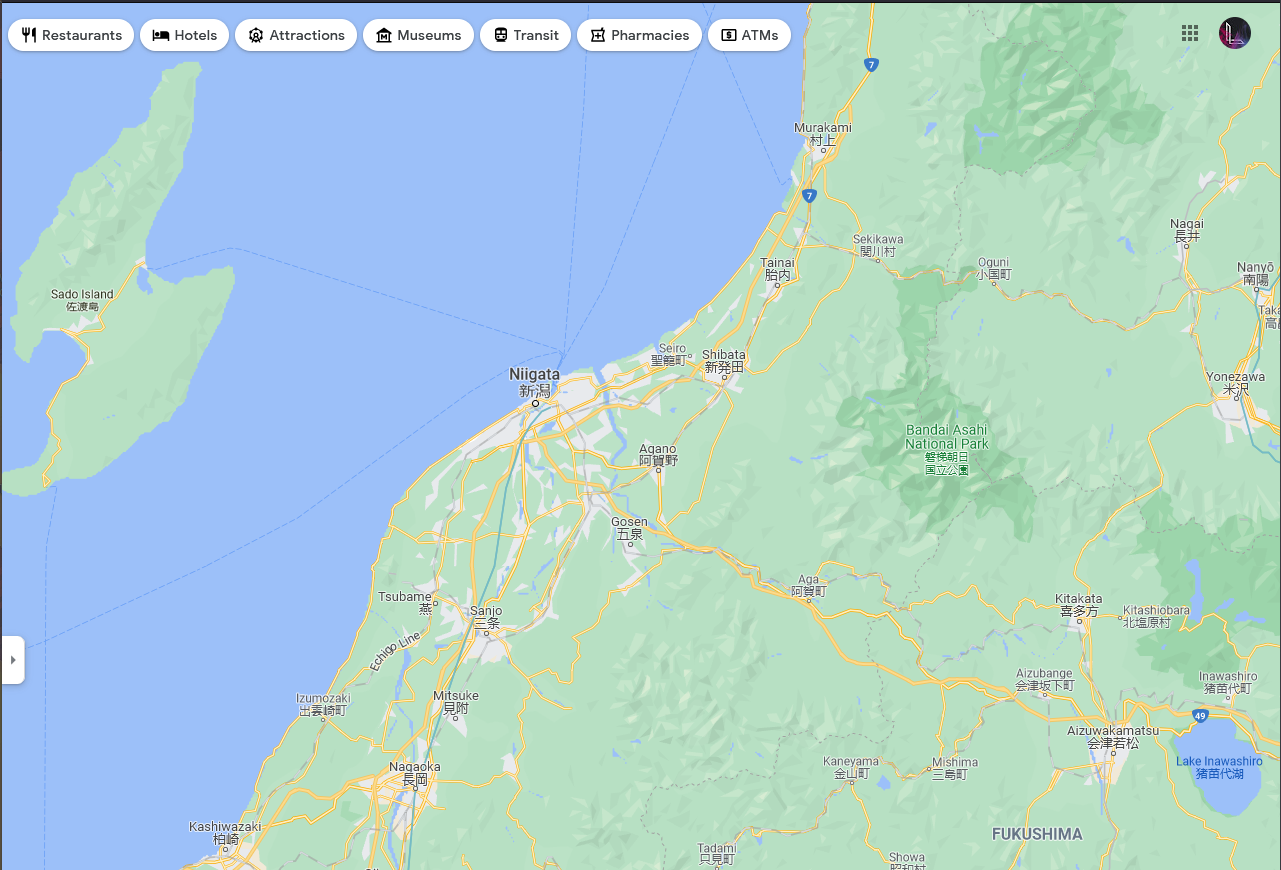 Restaurants
Hotels
Attractions
Museums
Transit
Pharmacies
ATMs
7
Murakami
村上
7
Nagai
長井
Sekikawa
関川村
Tainai
胎内
Oguni
小国町
Nanyō
南陽
Sado Island
佐渡島
Seiro
聖籠町
Shibata
新発田
Niigata
新潟
Yonezawa
米沢
Bandai Asahi
National Park
磐梯朝日
国立公園
Agano
阿賀野
Gosen
五泉
Aga
阿賀町
Tsubame
燕
Sanjo
三条
Kitakata
喜多方
Kitashiobara
北塩原村
Echigo Line
Aizubange
会津坂下町
Inawashiro
猪苗代町
Izumozaki
出雲崎町
Mitsuke
見附
49
Aizuwakamatsu
会津若松
Lake Inawashiro
猪苗代湖
Nagaoka
長岡
Kaneyama
金山町
Mishima
三島町
Kashiwazaki
柏崎
FUKUSHIMA
Tadami
只見町
Showa
昭和村